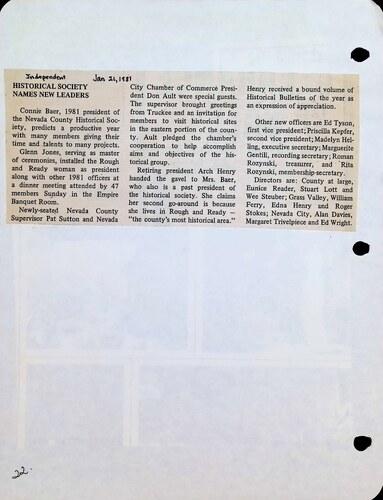 Independent Jan 21, 1981
HISTORICAL SOCIETY
NAMES NEW LEADERS
Connie Baer, 1981 president of
the Nevada County Historical Soc-
iety, predicts a productive year
with many members giving their
time and talents to many projects.
Glenn Jones, serving as master
of ceremonies, installed the Rough
and Ready woman as president
along with other 1981 officers at
a dinner meeting attended by 47
members Sunday in the Empire
Banquet Room.
Newly-seated Nevada County
Supervisor Pat Sutton and Nevada
City Chamber of Commerce Presi-
dent Don Ault were special guests.
The supervisor brought greetings
from Truckee and an invitation for
members to visit historical sites
in the eastern portion of the coun-
ty. Ault pledged the chamber's
cooperation to help accomplish
aims and objectives of the his-
torical group.
Retiring president Arch Henry
handed the gavel to Mrs. Baer,
who also is a past president of
the historical society. She claims
her second go-around is because
she lives in Rough and Ready —
"the county's most historical area."
Henry received a bound volume of
Historical Bulletins of the year as
an expression of appreciation.
Other new officers are Ed Tyson,
first vice president; Priscilla Kepfer,
second vice president; Madelyn Hel-
ling, executive secretary; Marguerite
Gentili, recording secretary; Roman
Rozynski, treasurer, and Rita
Rozynski, membership-secretary.
Directors are: County at large,
Eunice Reader, Stuart Lott and
Wes Steuber; Grass Valley, William
Ferry, Edna Henry and Roger
Stokes; Nevada City, Alan Davies,
Margaret Trivelpiece and Ed Wright.
22.